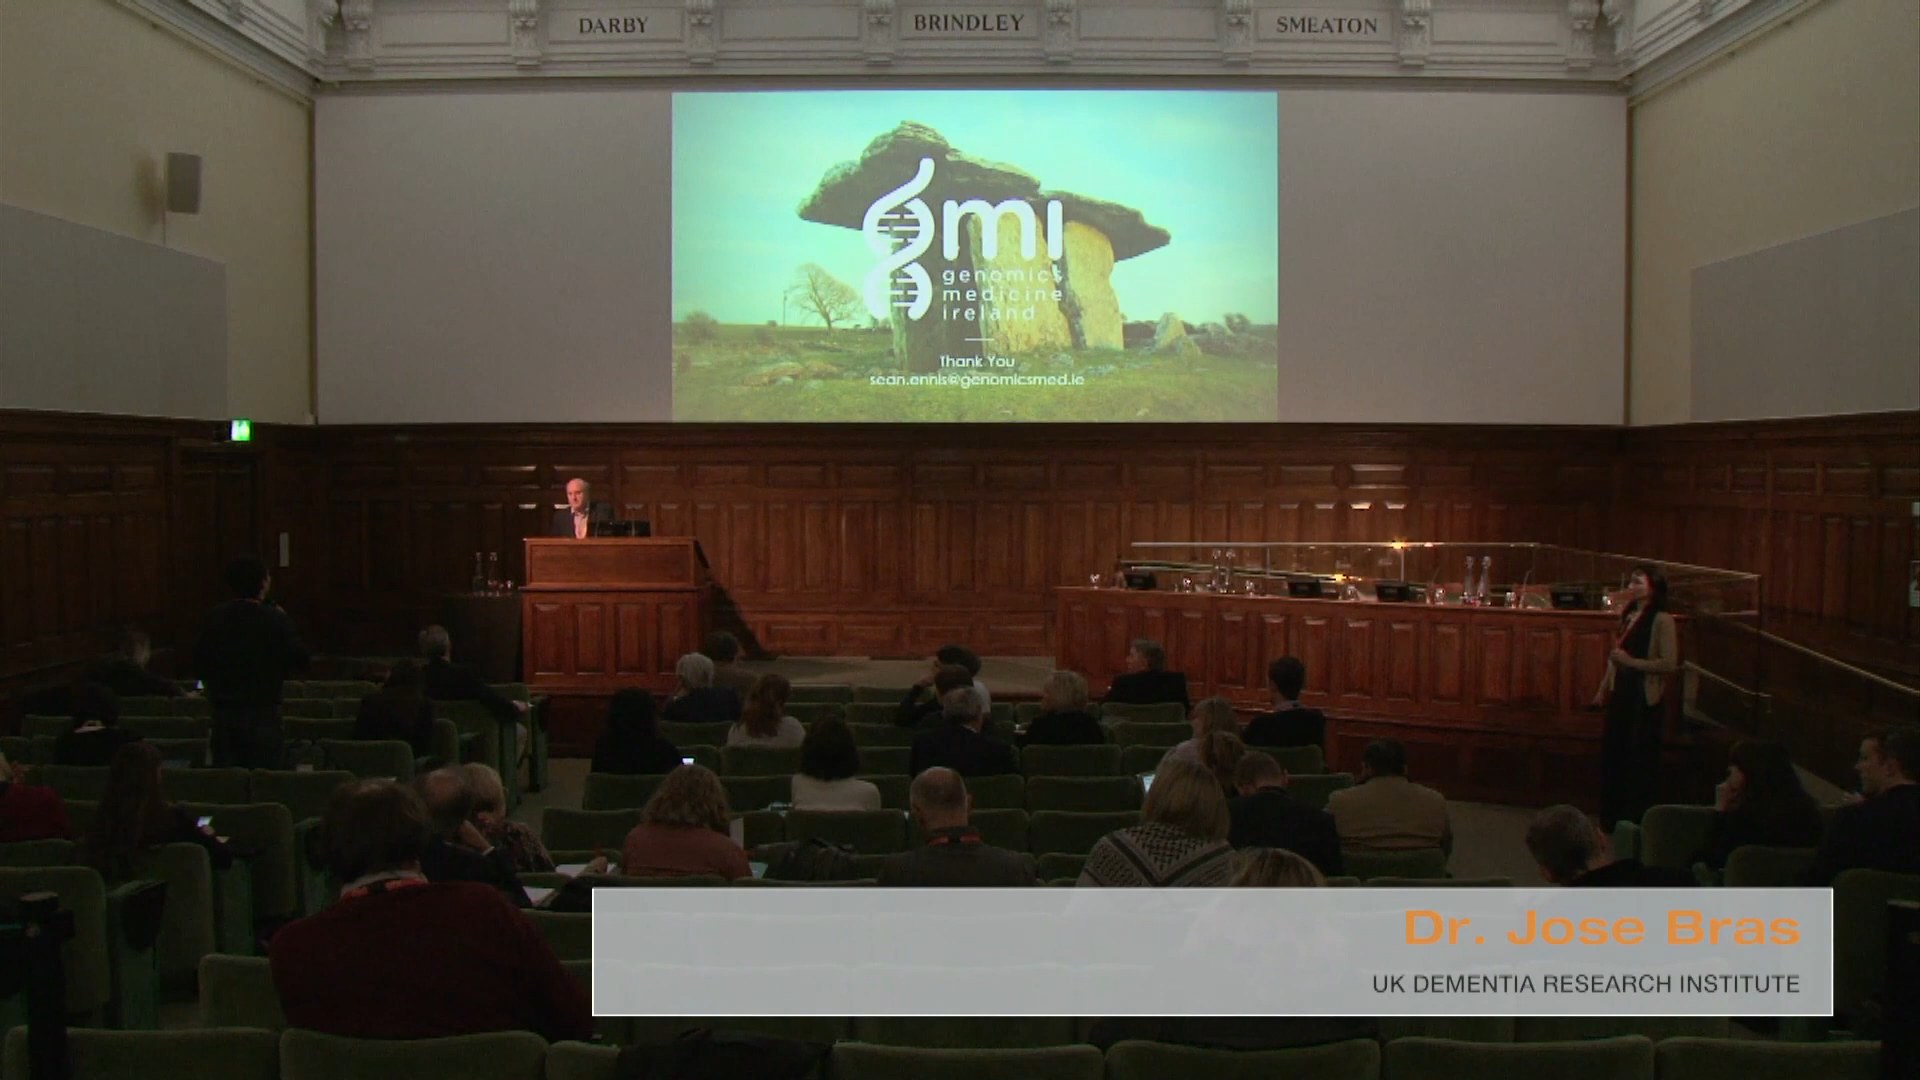 DARBY
BRINDLEY
SMEATON
gmi
genomics
medicine
ireland
Thank You
sean.ennis@genomicsmed.ie
Dr. Jose Bras
UK DEMENTIA RESEARCH INSTITUTE